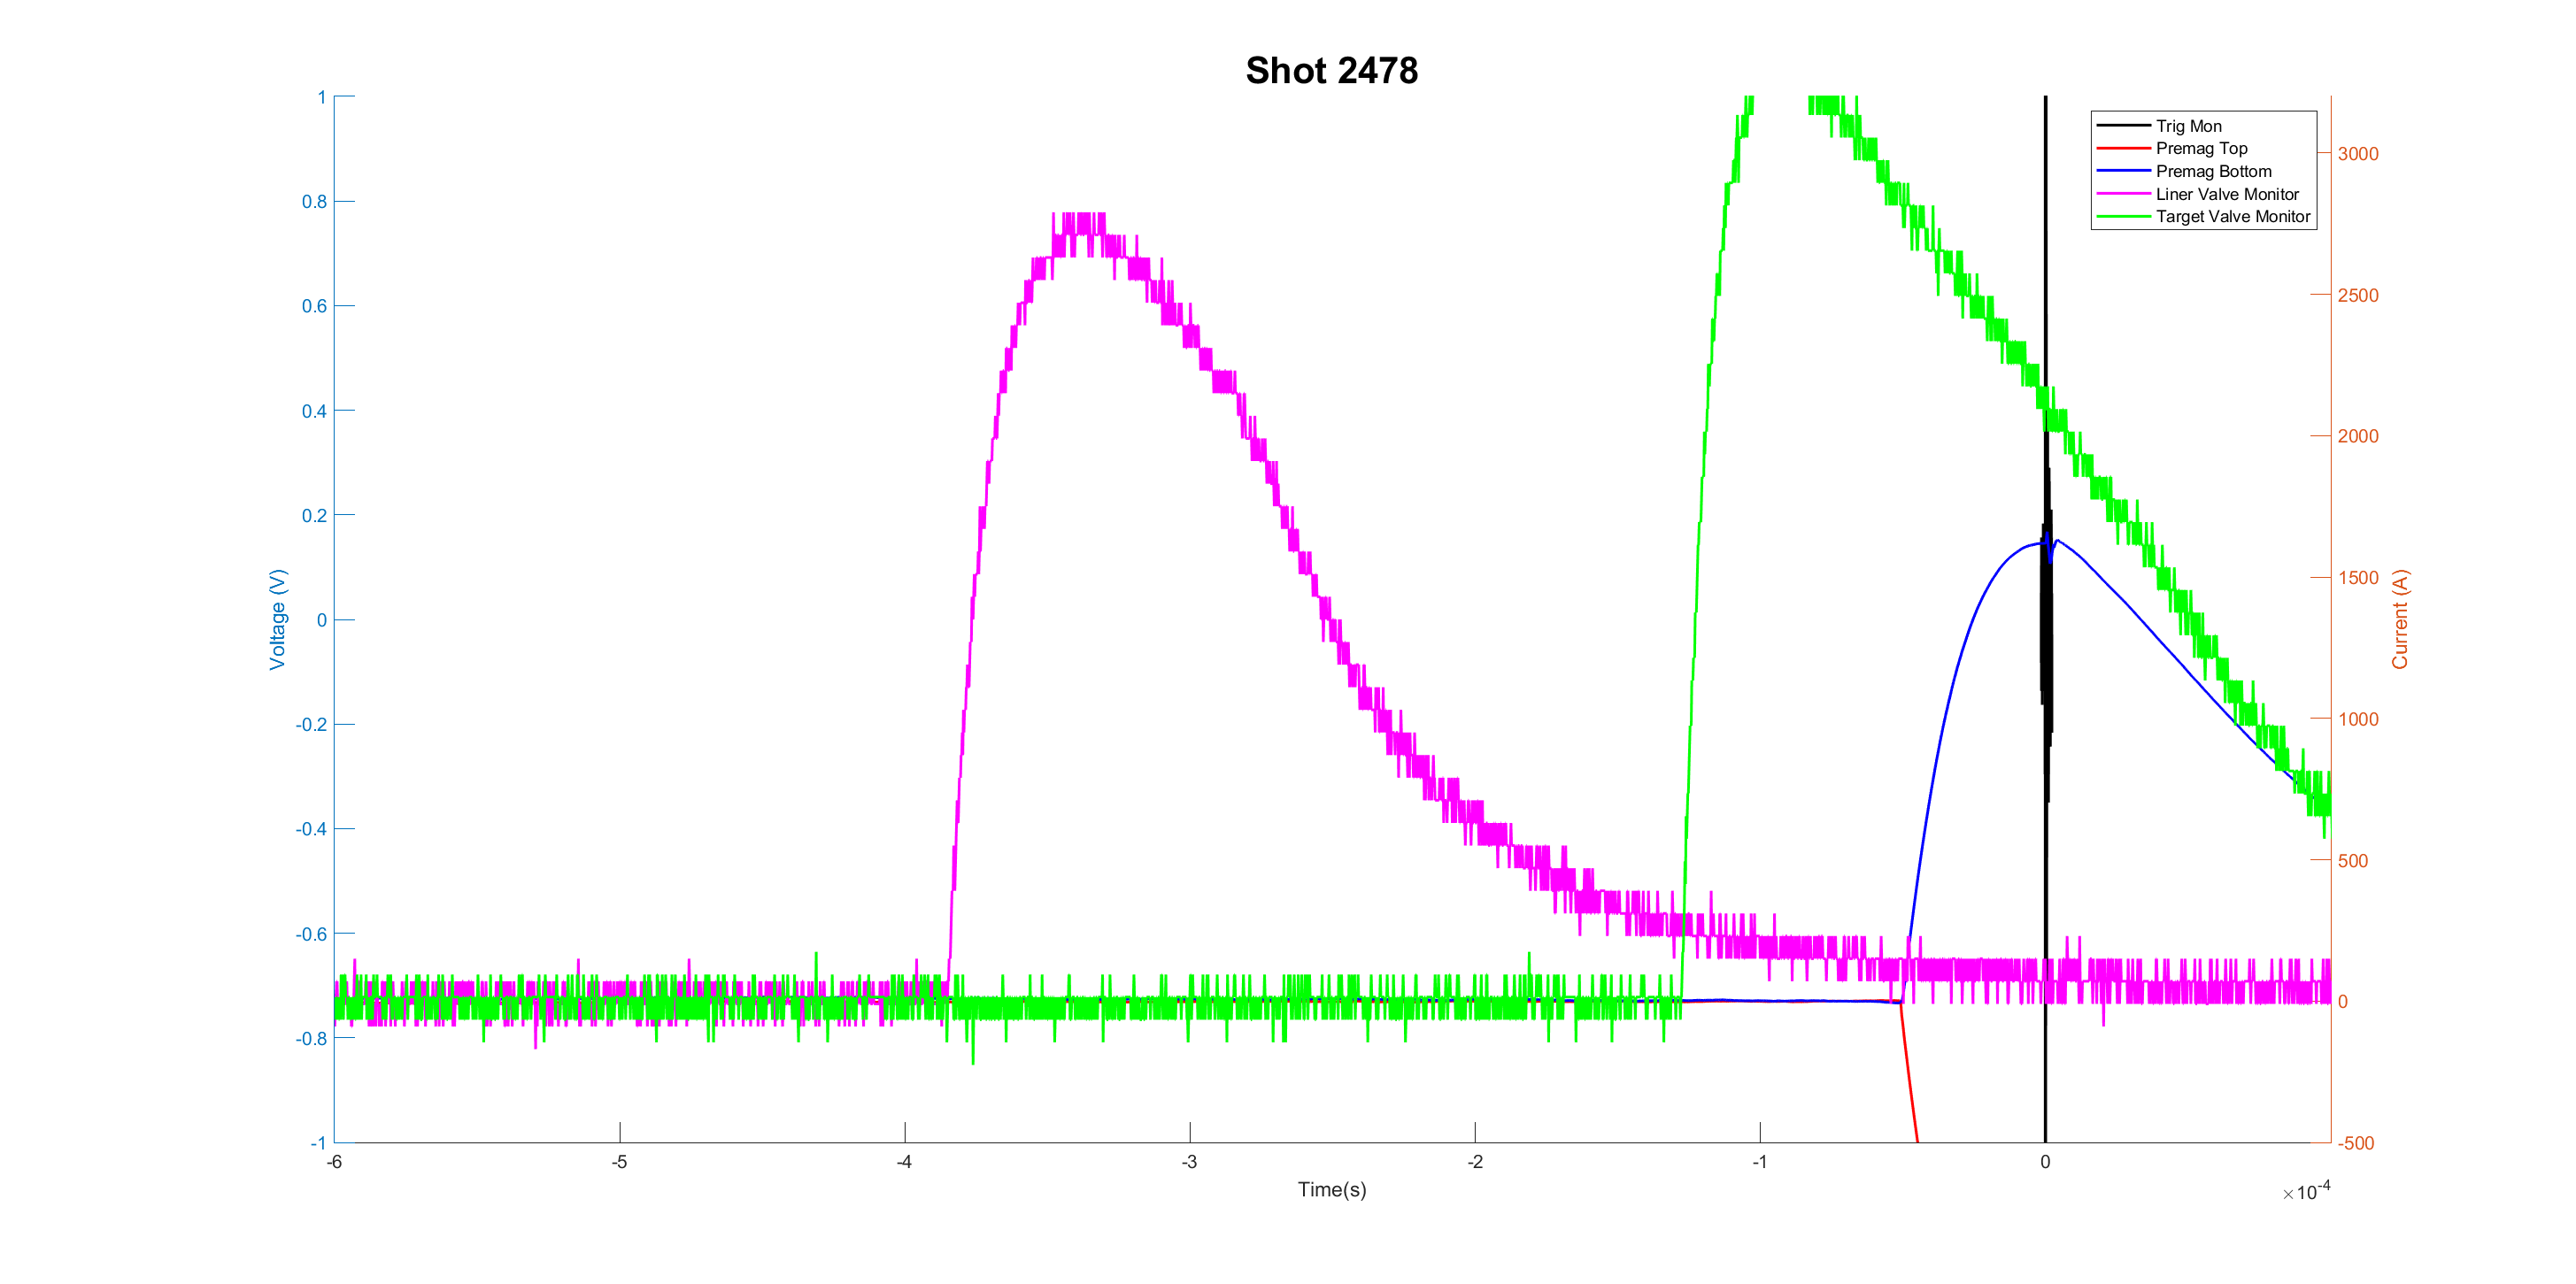 Shot 2478
1
0.8
0.6
0.4
0.2
0
-0.2
-0.4
-0.6
-0.8
-1
Voltage (V)
Trig Mon
Premag Top
Premag Bottom
Liner Valve Monitor
Target Valve Monitor
3000
2500
2000
1500
1000
500
0
-500
Current (A)
-6 -5 -4 -3 -2 -1 0
Time(s)
×10-4